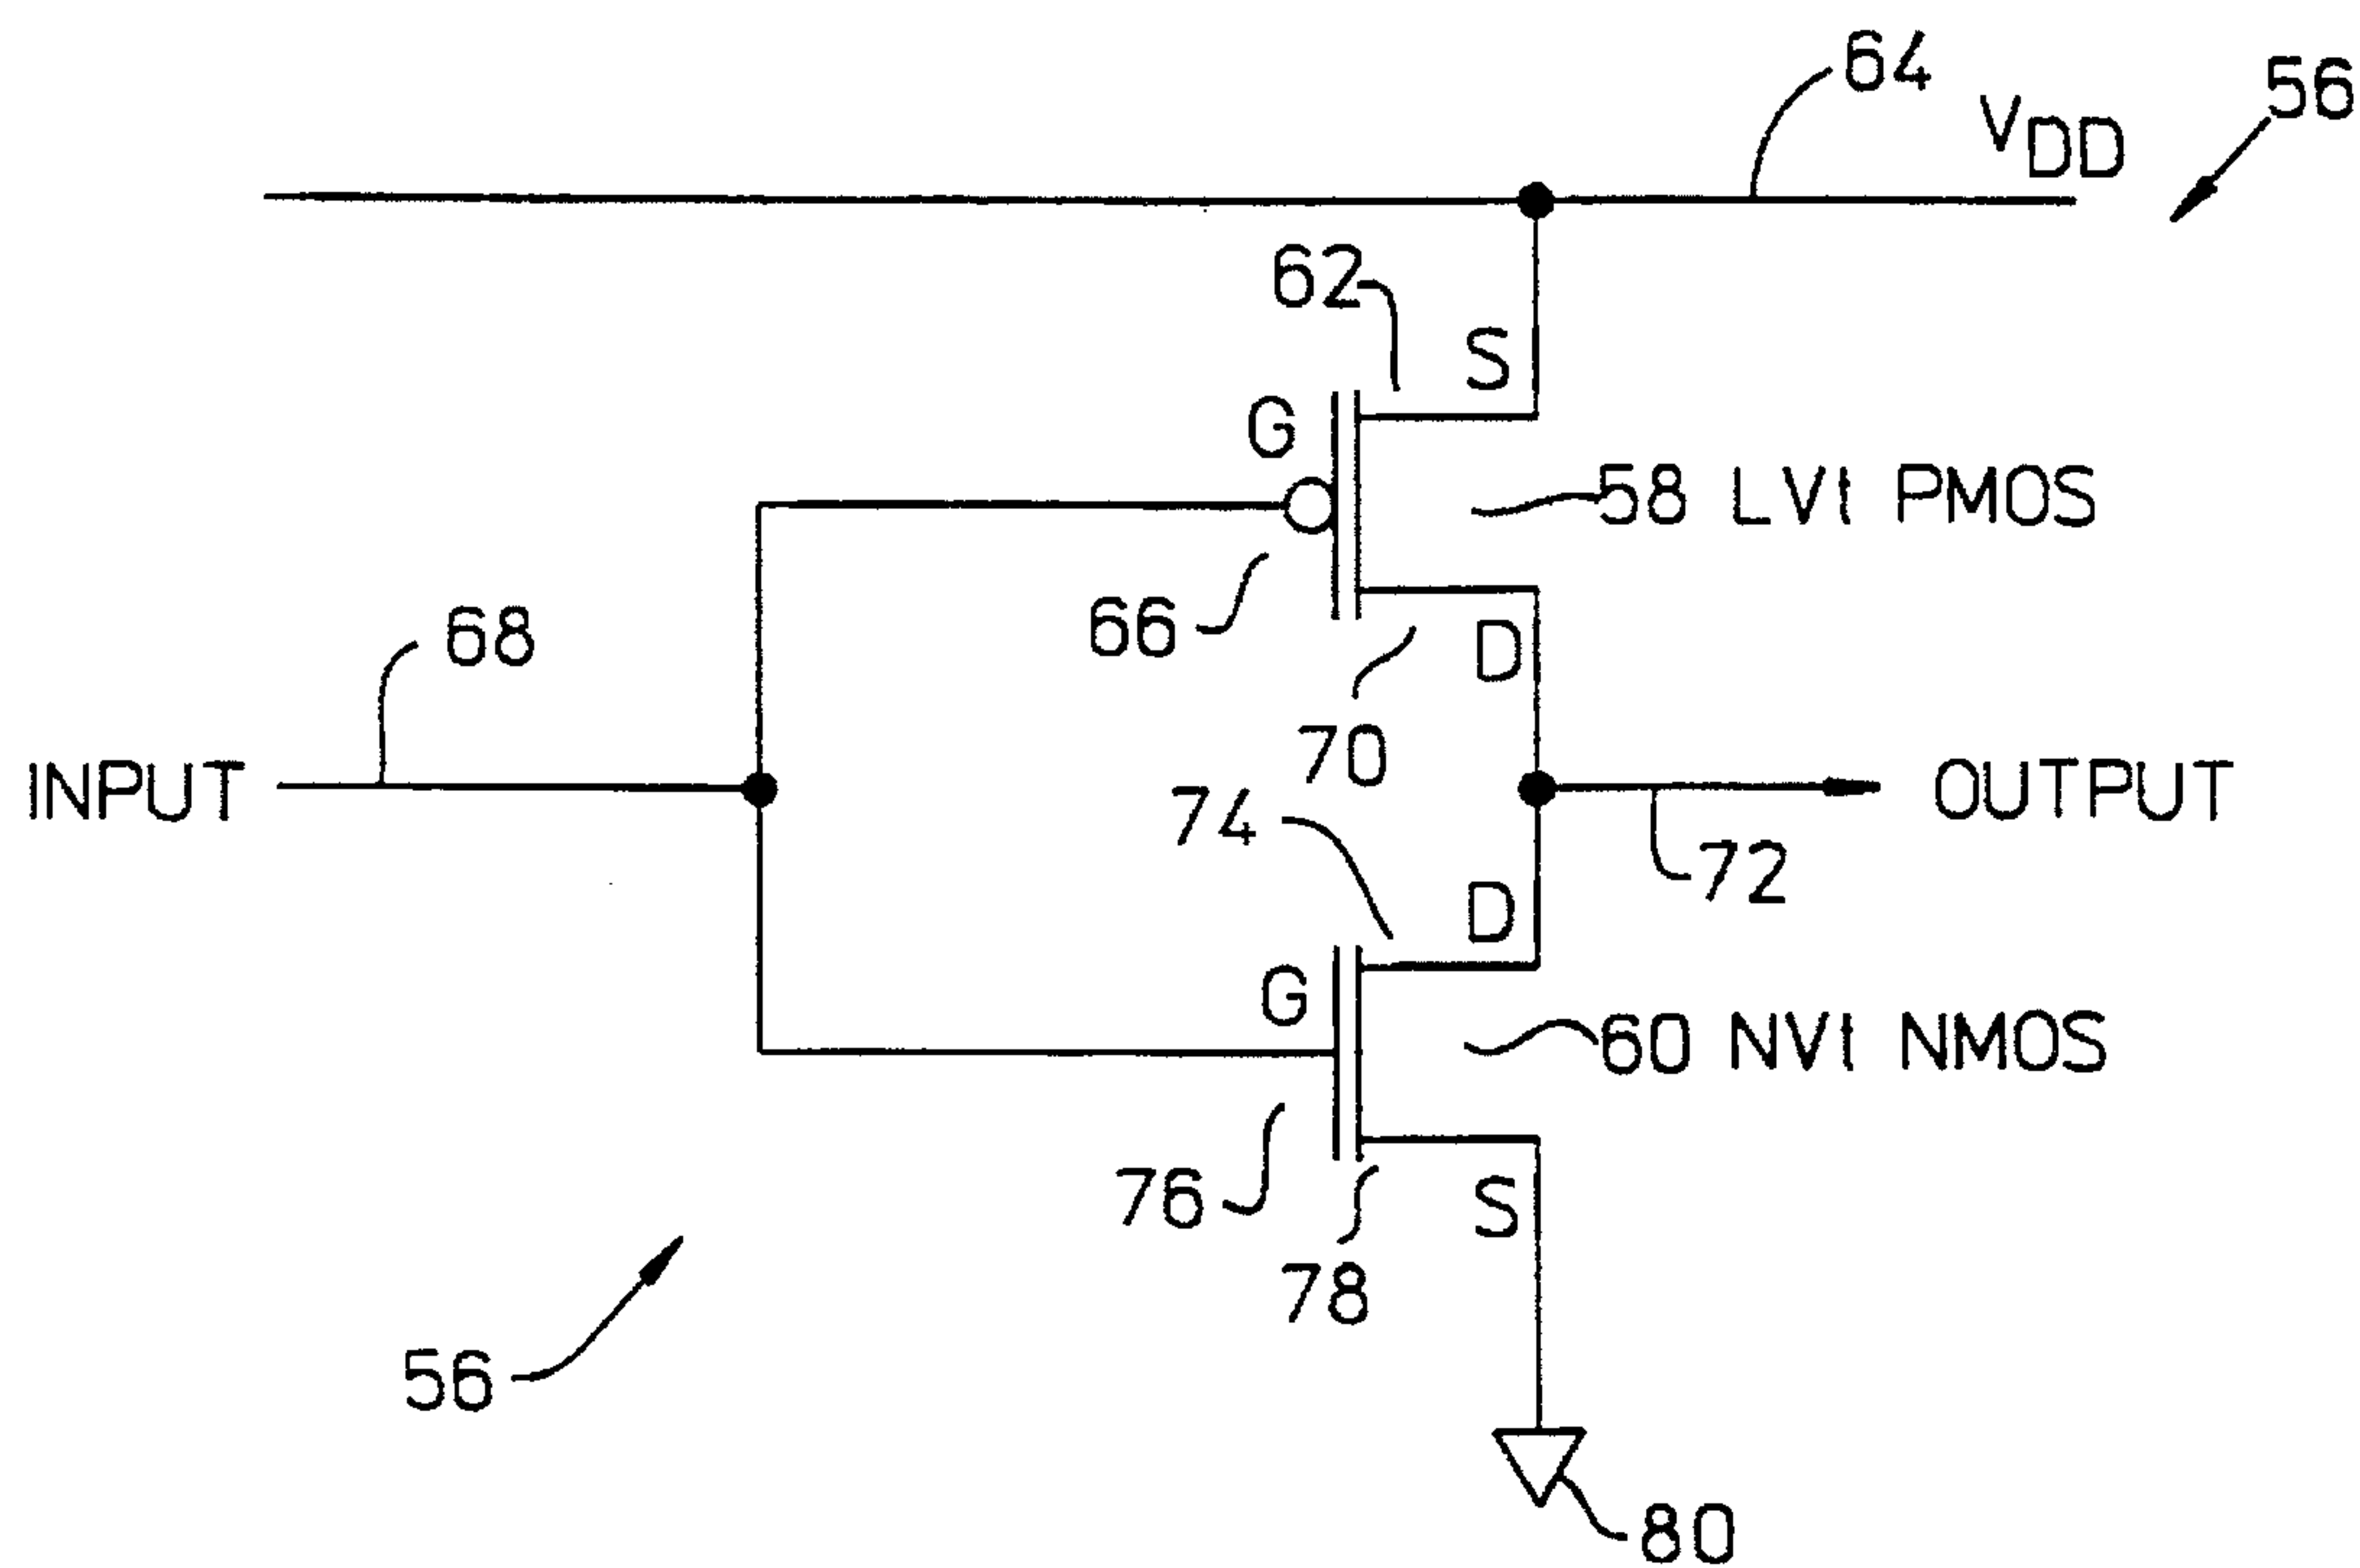 64
56
VDD
62
S
G
58 LVt PMOS
66
68
D
70
INPUT
OUTPUT
74
72
D
G
60 NVt NMOS
76
S
78
56
80